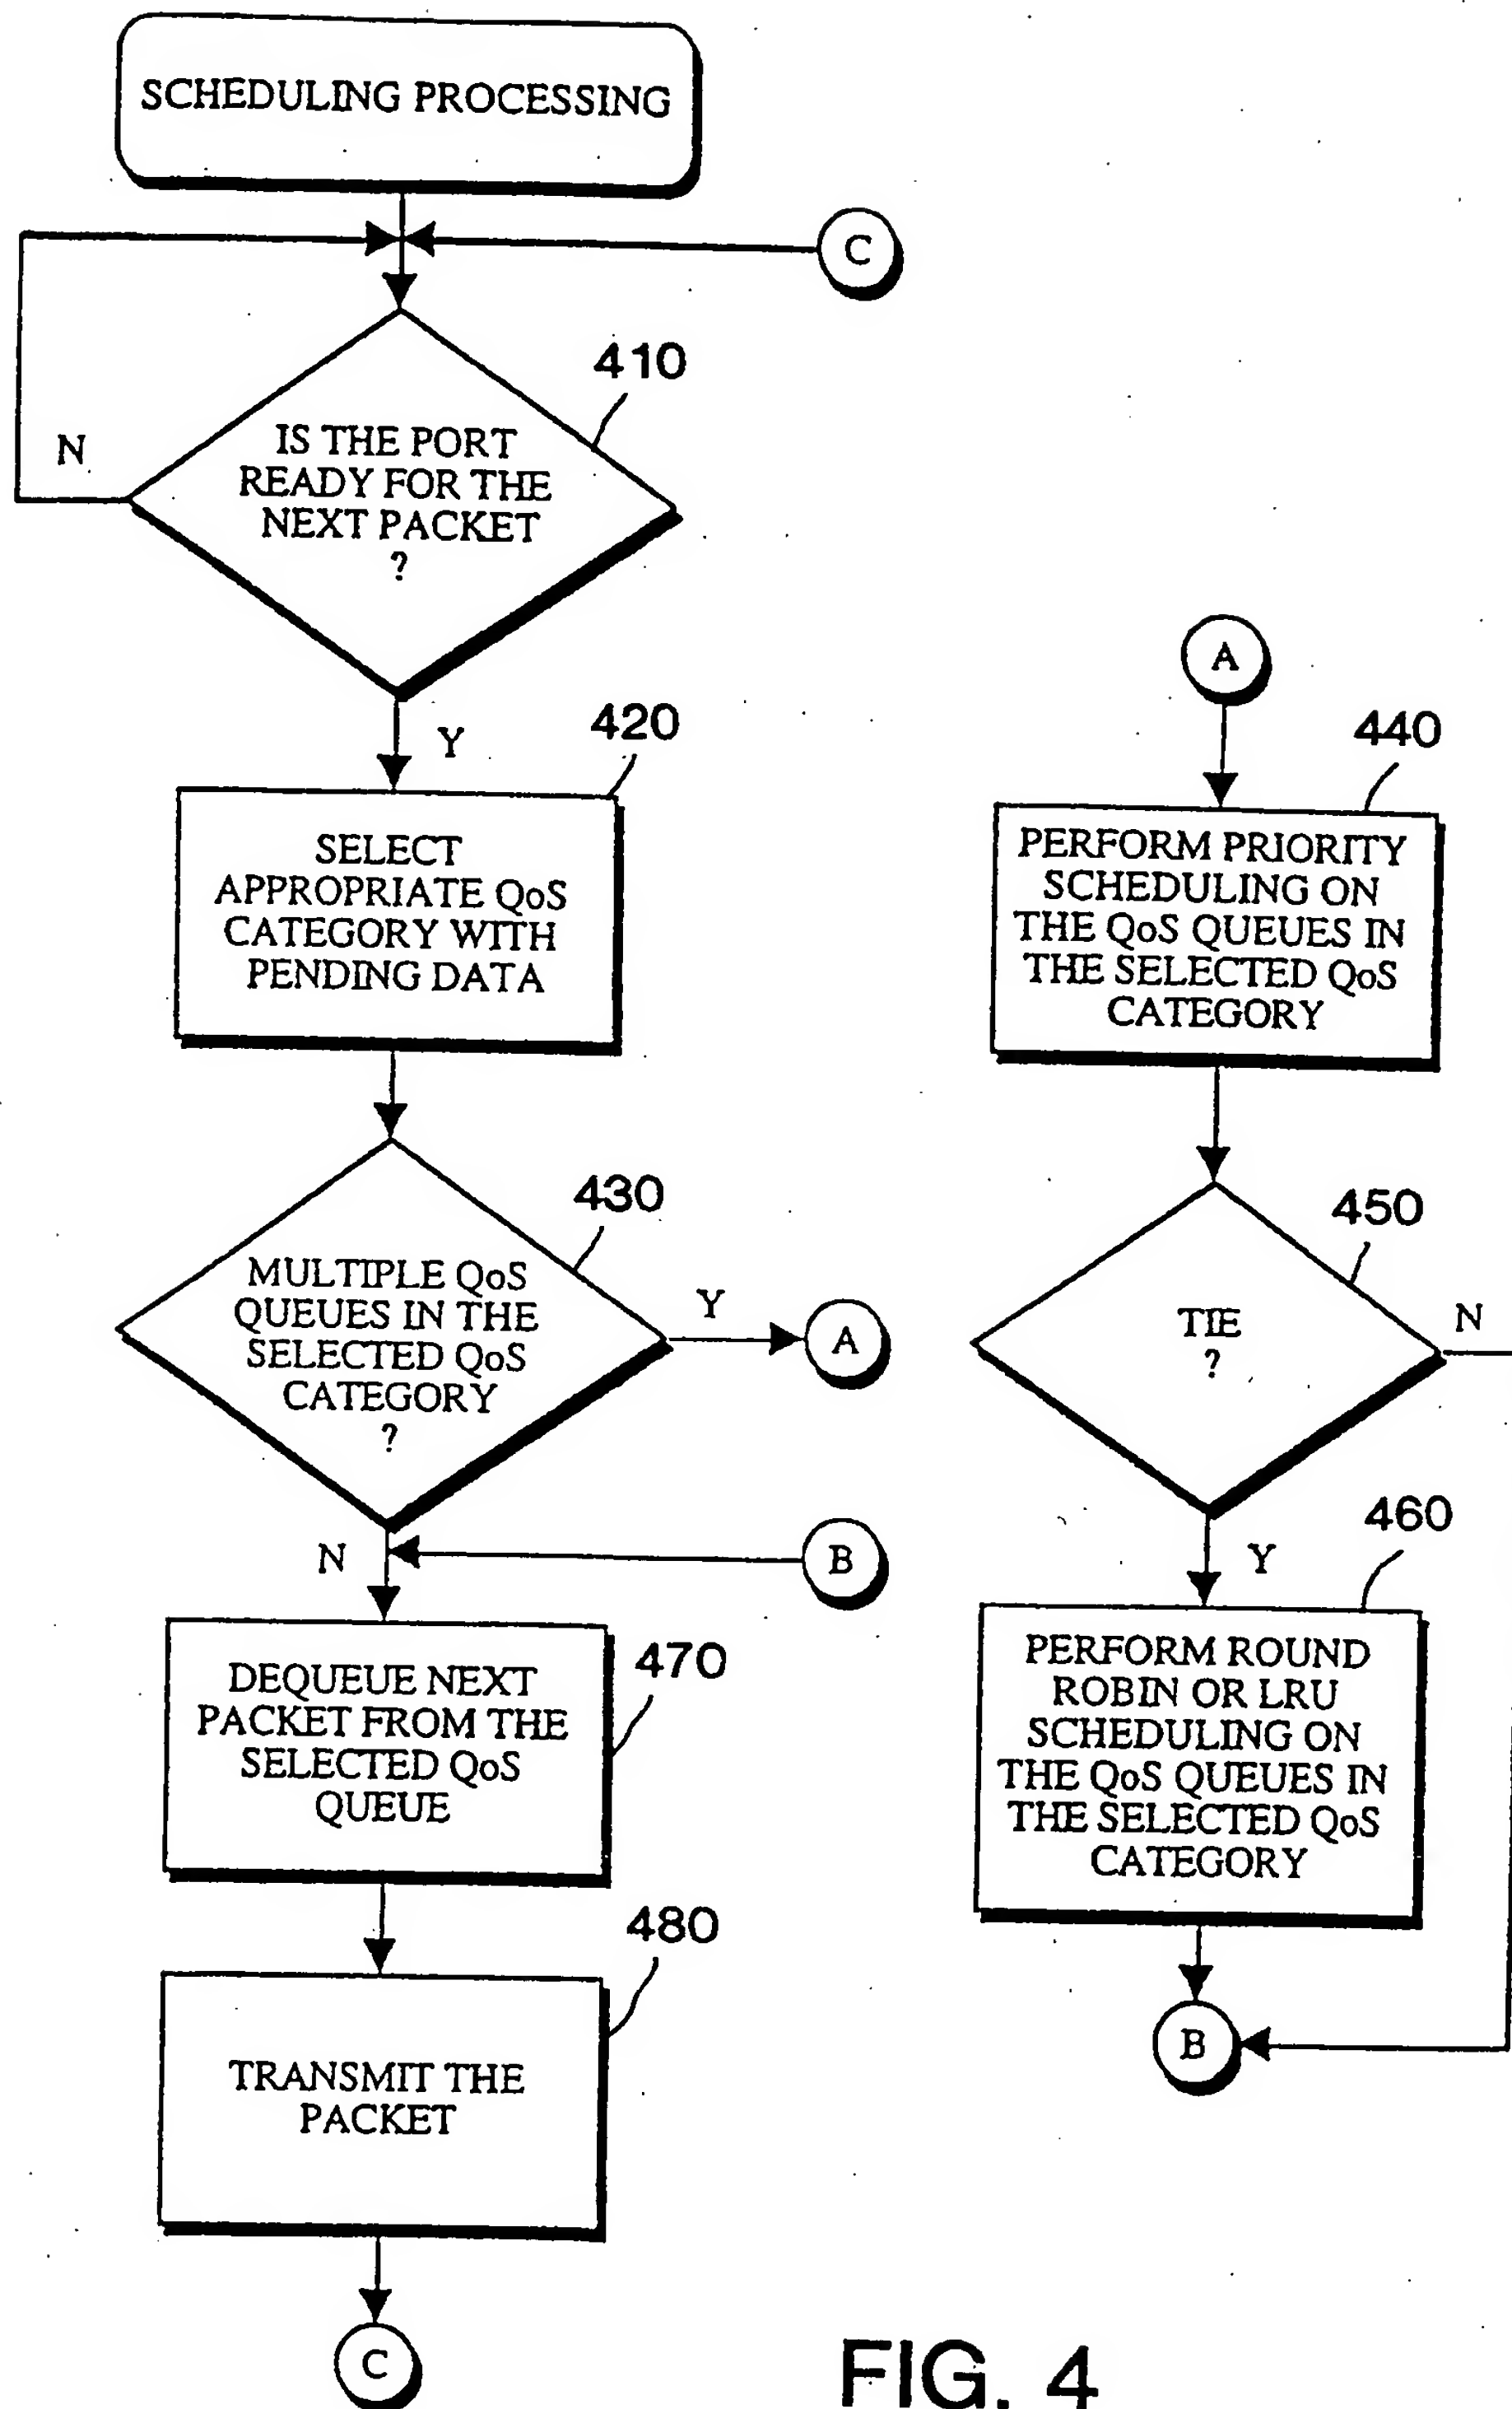 SCHEDULING PROCESSING
C
410
IS THE PORT
READY FOR THE
NEXT PACKET
?
N
Y
420
SELECT
APPROPRIATE QoS
CATEGORY WITH
PENDING DATA
430
MULTIPLE QoS
QUEUES IN THE
SELECTED QoS
CATEGORY
?
Y
A
N
B
470
DEQUEUE NEXT
PACKET FROM THE
SELECTED QoS
QUEUE
480
TRANSMIT THE
PACKET
C
A
440
PERFORM PRIORITY
SCHEDULING ON
THE QoS QUEUES IN
THE SELECTED QoS
CATEGORY
450
TIE
?
N
Y
460
PERFORM ROUND
ROBIN OR LRU
SCHEDULING ON
THE QoS QUEUES IN
THE SELECTED QoS
CATEGORY
B
FIG. 4